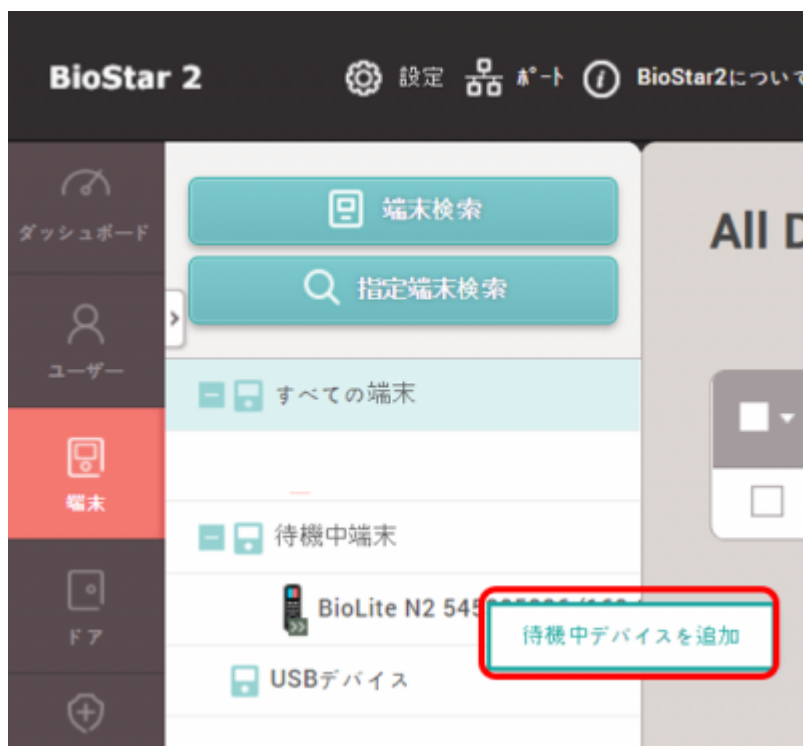 BioStar 2
設定
ポート
BioStar2について
ダッシュボード
ユーザー
端末
ドア
端末検索
指定端末検索
すべての端末
待機中端末
BioLite N2
待機中デバイスを追加
USBデバイス
All